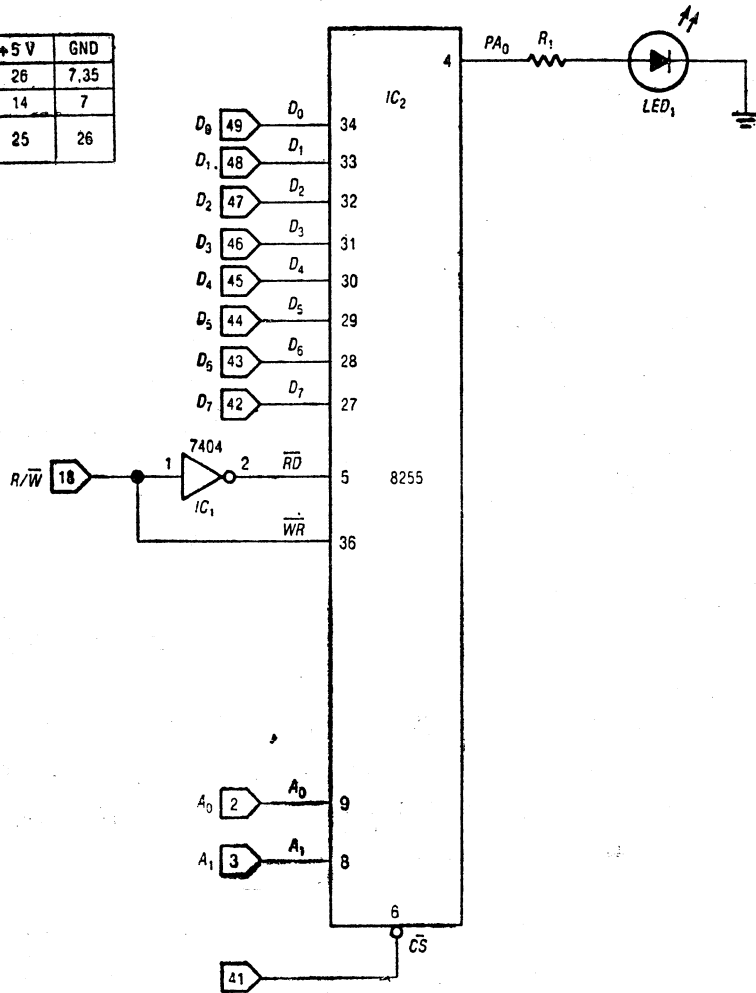 +5 V GND
26 7,35
14 7
25 26
4 PA₀ R₁
LED₁
IC₂
D₀ 49 D₀ 34
D₁. 48 D₁ 33
D₂ 47 D₂ 32
D₃ 46 D₃ 31
D₄ 45 D₄ 30
D₅ 44 D₅ 29
D₆ 43 D₆ 28
D₇ 42 D₇ 27
7404
R/W̅ 18 1 2 R̅D̅ 5 8255
IC₁
W̅R̅ 36
A₀ 2 A₀ 9
A₁ 3 A₁ 8
6
C̅S̅
41